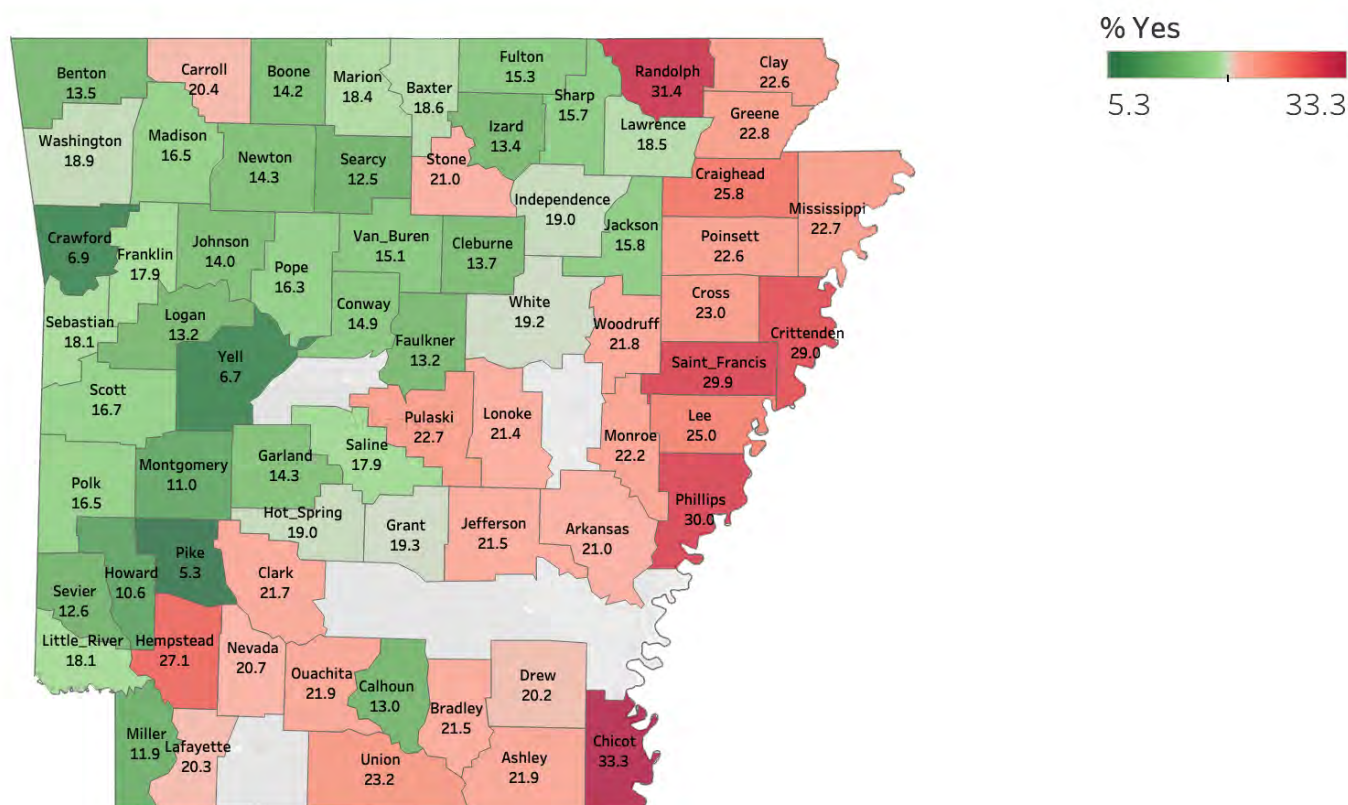 % Yes
5.3 33.3
Benton
13.5
Carroll
20.4
Boone
14.2
Marion
18.4
Baxter
18.6
Fulton
15.3
Sharp
15.7
Randolph
31.4
Clay
22.6
Washington
18.9
Madison
16.5
Newton
14.3
Searcy
12.5
Stone
21.0
Izard
13.4
Lawrence
18.5
Greene
22.8
Independence
19.0
Craighead
25.8
Mississippi
22.7
Crawford
6.9
Franklin
17.9
Johnson
14.0
Pope
16.3
Van_Buren
15.1
Cleburne
13.7
Jackson
15.8
Poinsett
22.6
Sebastian
18.1
Logan
13.2
Conway
14.9
White
19.2
Woodruff
21.8
Cross
23.0
Crittenden
29.0
Yell
6.7
Faulkner
13.2
Saint_Francis
29.9
Scott
16.7
Pulaski
22.7
Lonoke
21.4
Monroe
22.2
Lee
25.0
Polk
16.5
Montgomery
11.0
Garland
14.3
Saline
17.9
Phillips
30.0
Hot_Spring
19.0
Grant
19.3
Jefferson
21.5
Arkansas
21.0
Pike
5.3
Howard
10.6
Sevier
12.6
Clark
21.7
Little_River
18.1
Hempstead
27.1
Nevada
20.7
Ouachita
21.9
Calhoun
13.0
Bradley
21.5
Drew
20.2
Miller
11.9
Lafayette
20.3
Union
23.2
Ashley
21.9
Chicot
33.3